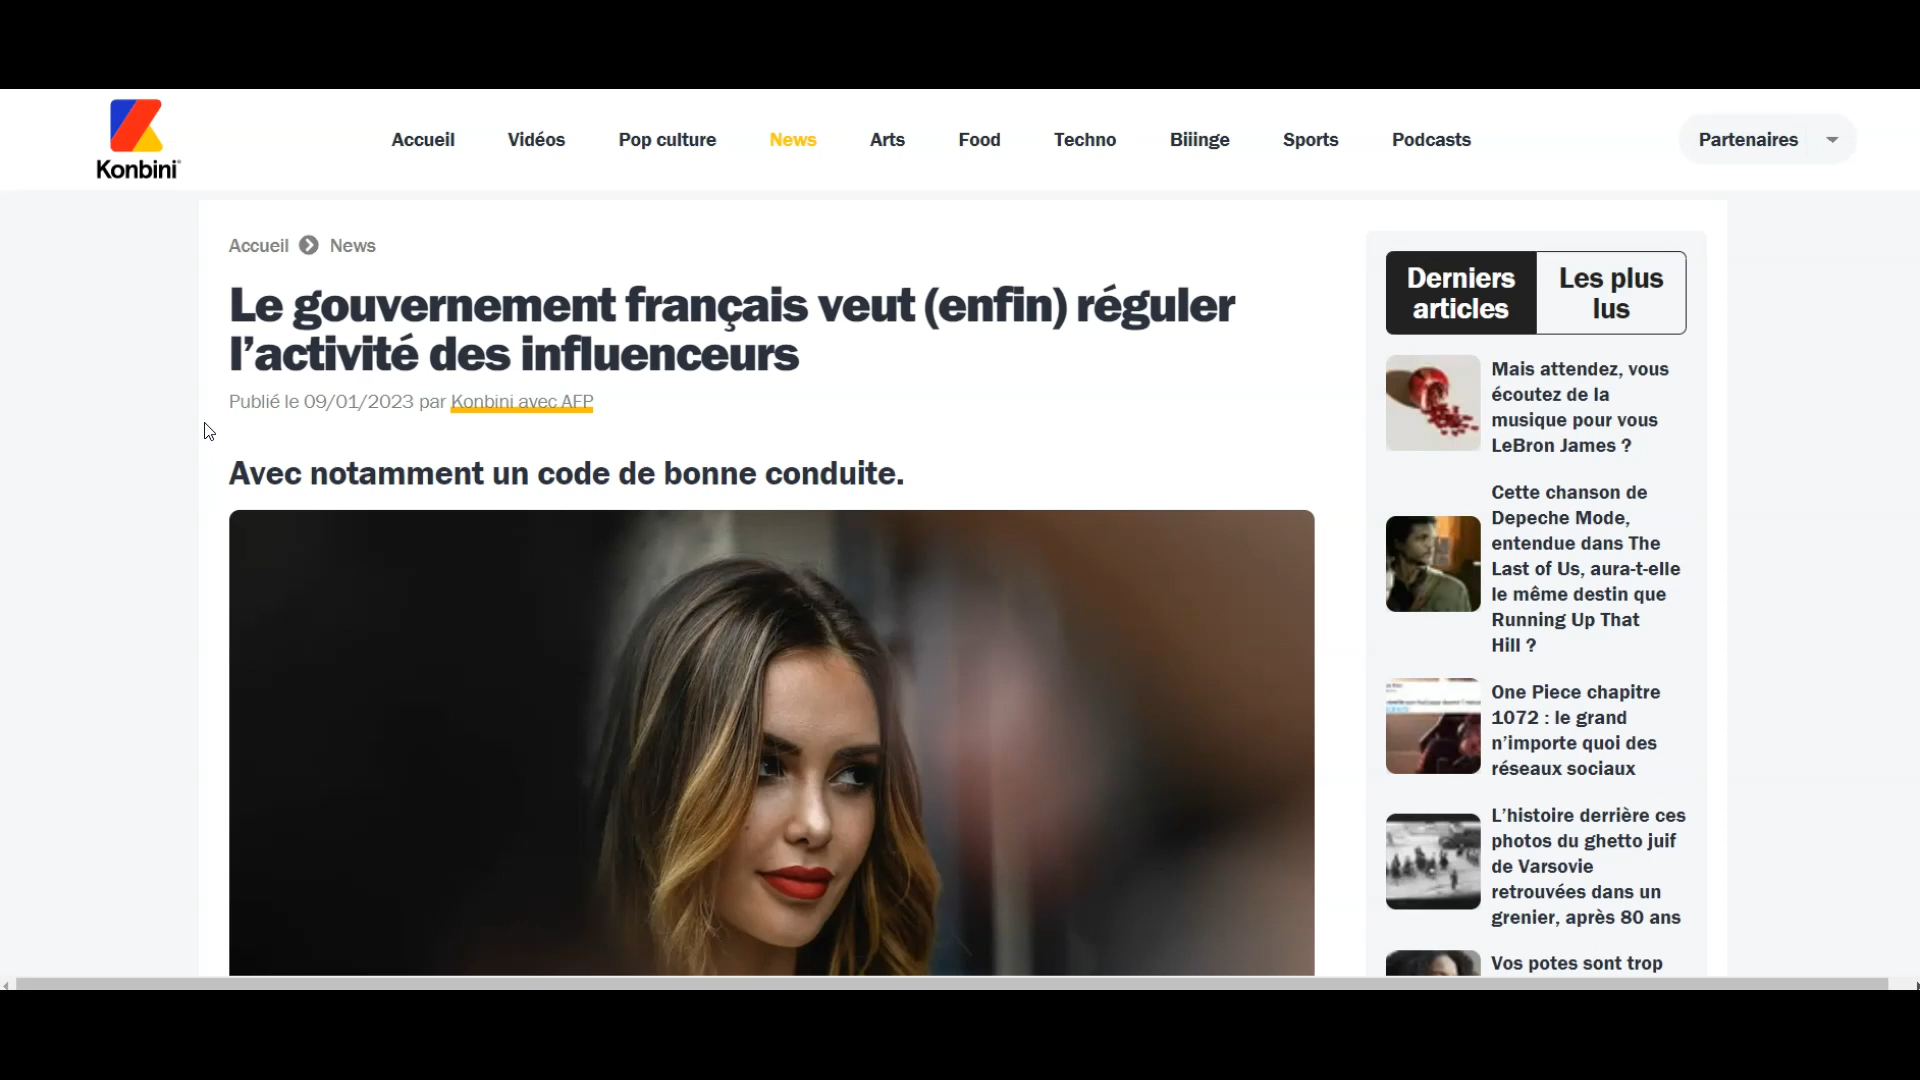 Konbini
Accueil
Vidéos
Pop culture
News
Arts
Food
Techno
Biiinge
Sports
Podcasts
Partenaires
Accueil
News
Le gouvernement français veut (enfin) réguler
l’activité des influenceurs
Publié le 09/01/2023 par Konbini avec AFP
Avec notamment un code de bonne conduite.
Derniers
articles
Les plus
lus
Mais attendez, vous
écoutez de la
musique pour vous
LeBron James ?
Cette chanson de
Depeche Mode,
entendue dans The
Last of Us, aura-t-elle
le même destin que
Running Up That
Hill ?
One Piece chapitre
1072 : le grand
n’importe quoi des
réseaux sociaux
L’histoire derrière ces
photos du ghetto juif
de Varsovie
retrouvées dans un
grenier, après 80 ans
Vos potes sont trop